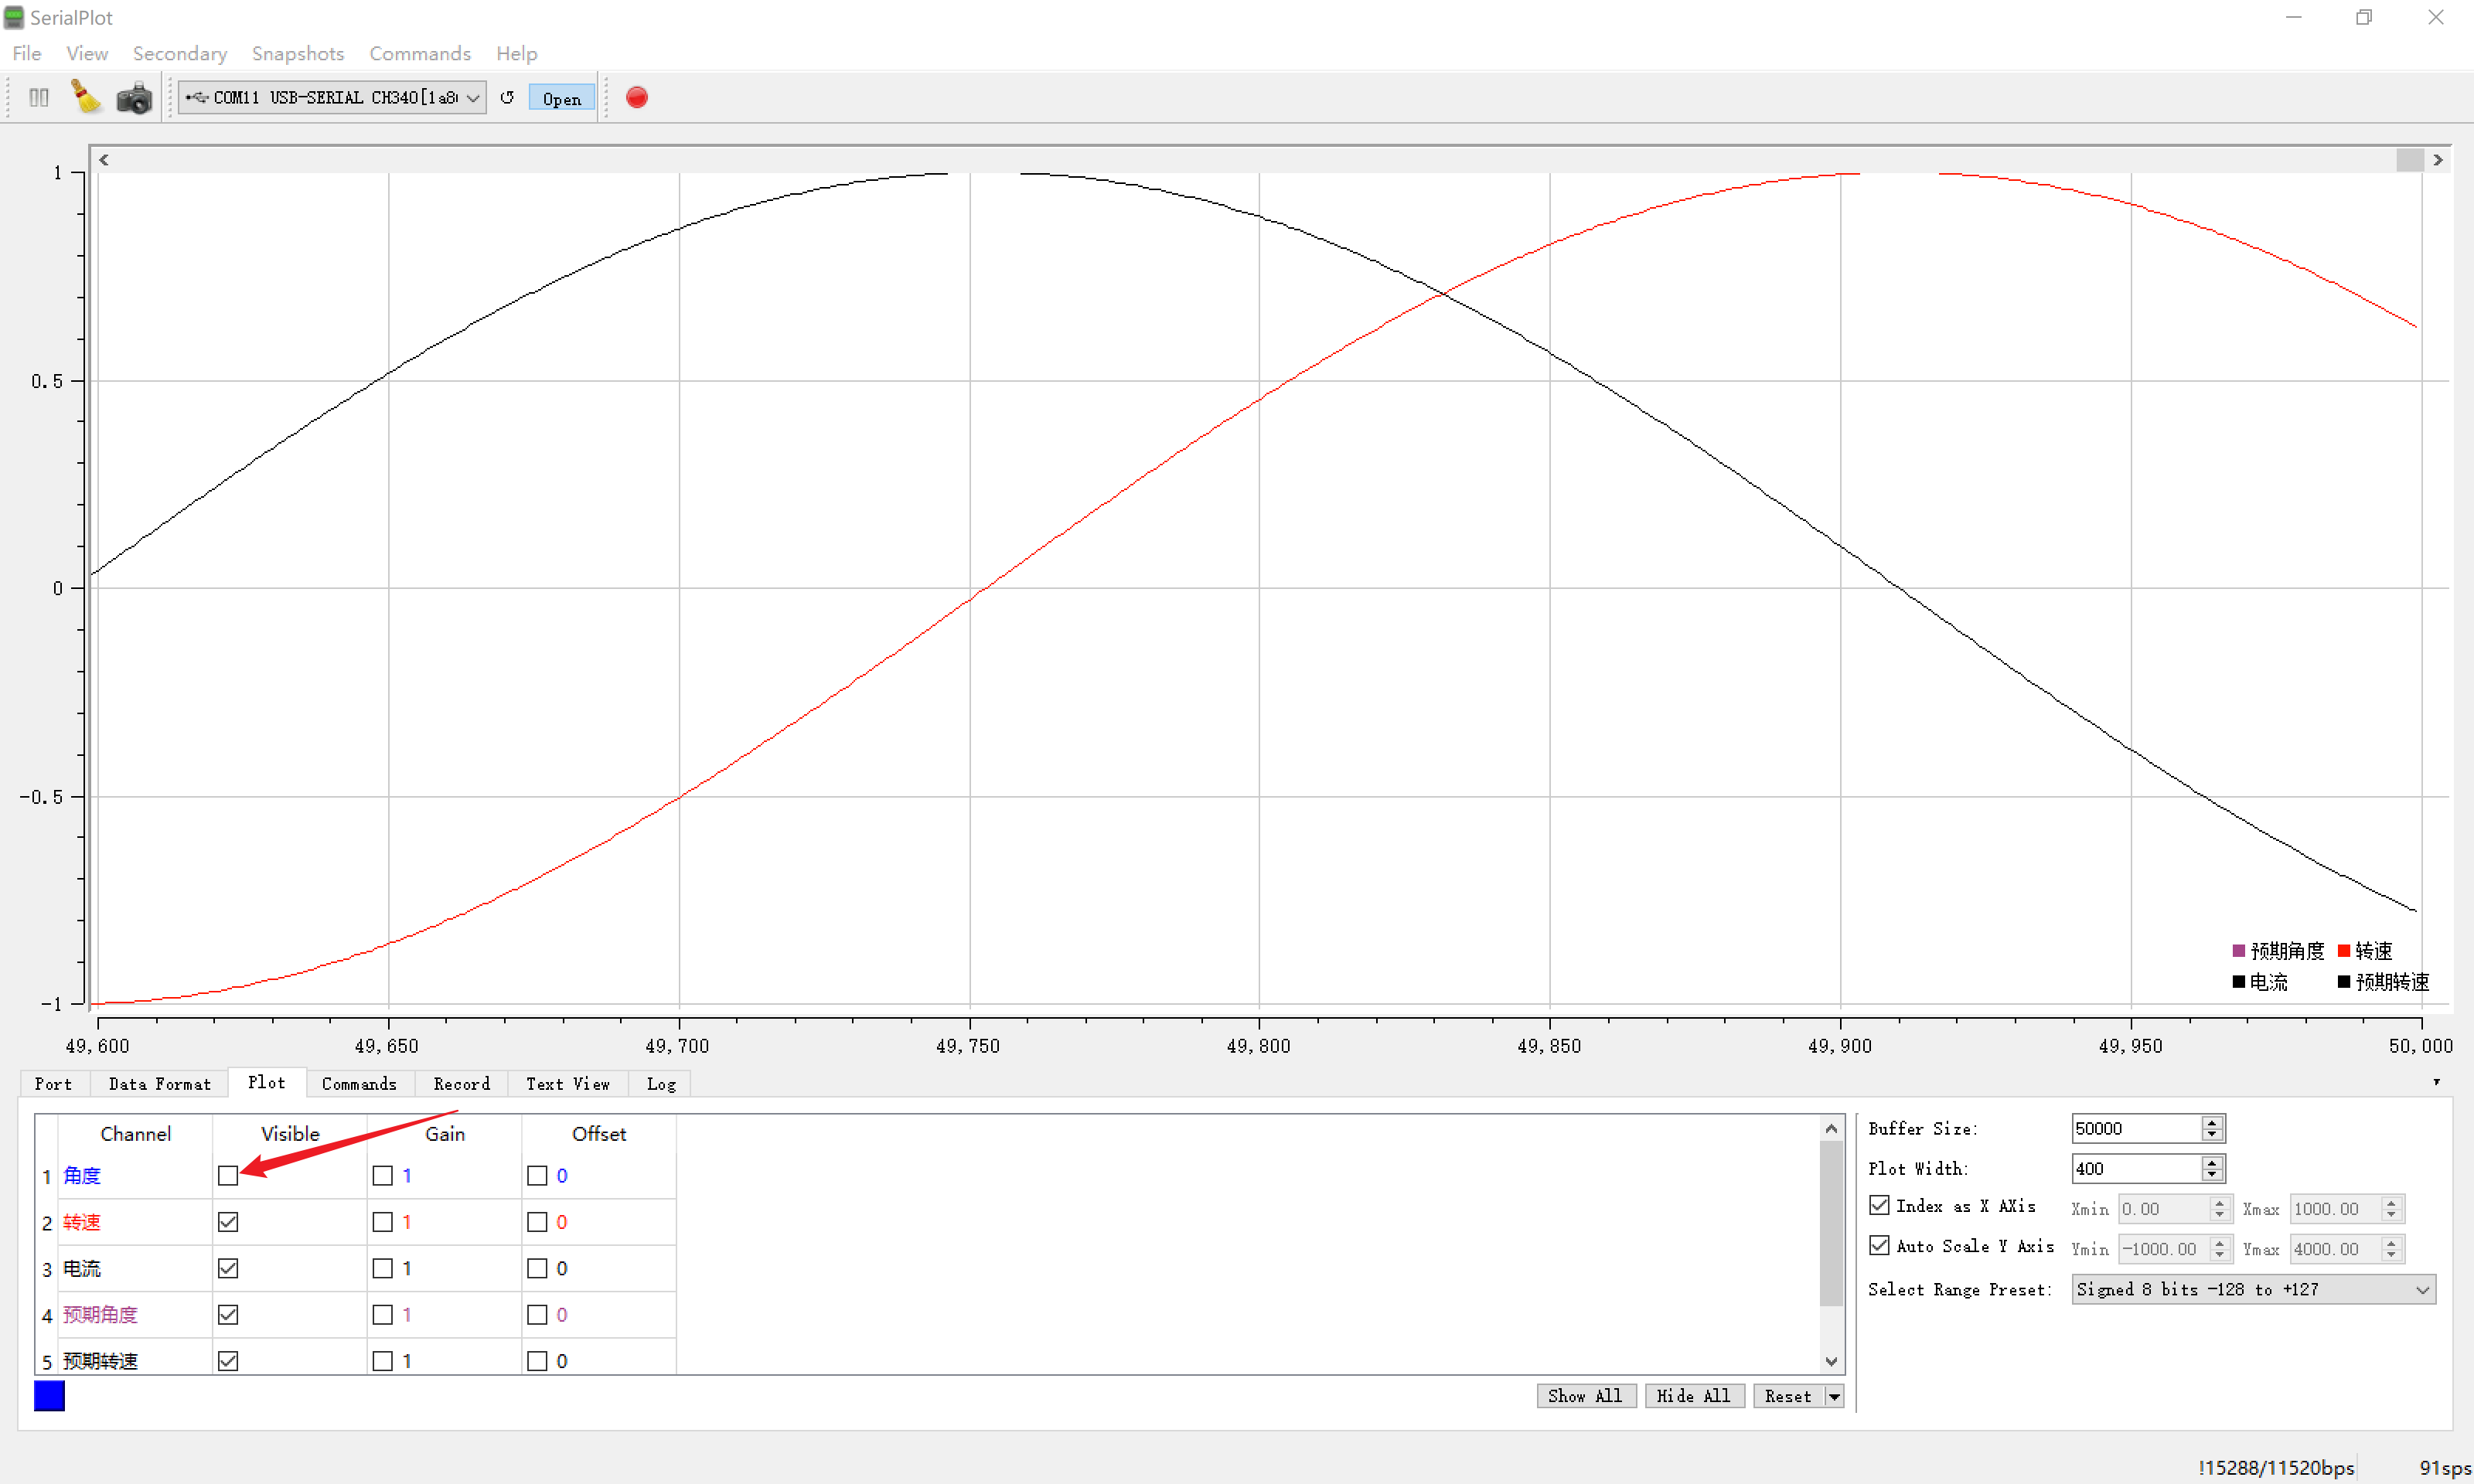 SerialPlot
File View Secondary Snapshots Commands Help
COM11 USB-SERIAL CH340[1a8 Open
1
0.5
0
-0.5
-1
预期角度 转速
电流 预期转速
49,600 49,650 49,700 49,750 49,800 49,850 49,900 49,950 50,000
Port Data Format Plot Commands Record Text View Log
Channel Visible Gain Offset
1 角度 1 0
2 转速 1 0
3 电流 1 0
4 预期角度 1 0
5 预期转速 1 0
Show All Hide All Reset
Buffer Size: 50000
Plot Width: 400
Index as X AXis Xmin 0.00 Xmax 1000.00
Auto Scale Y Axis Ymin -1000.00 Ymax 4000.00
Select Range Preset: Signed 8 bits -128 to +127
!15288/11520bps 91sps